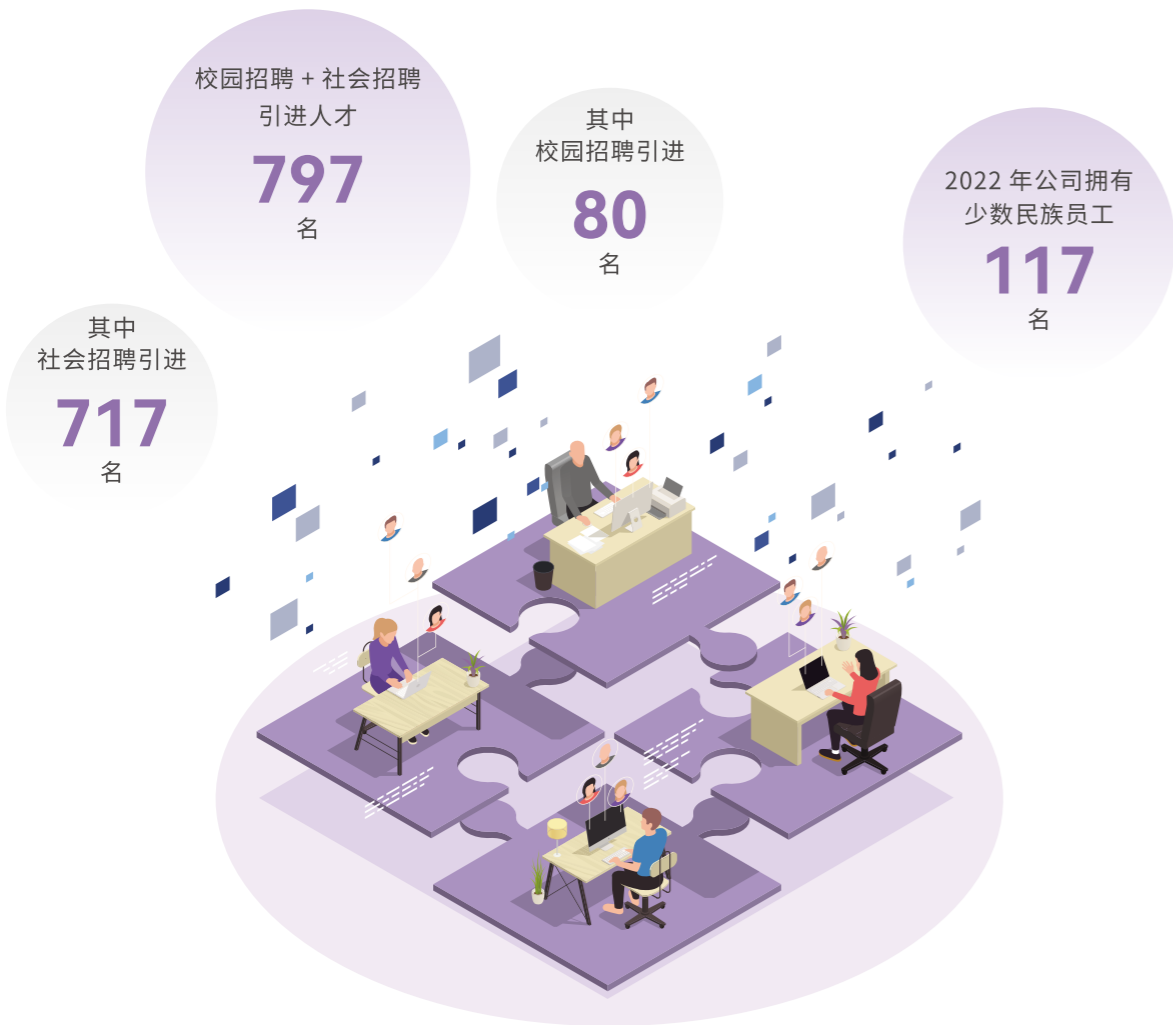 校园招聘 + 社会招聘
引进人才
797
名
其中
校园招聘引进
80
名
2022 年公司拥有
少数民族员工
117
名
其中
社会招聘引进
717
名